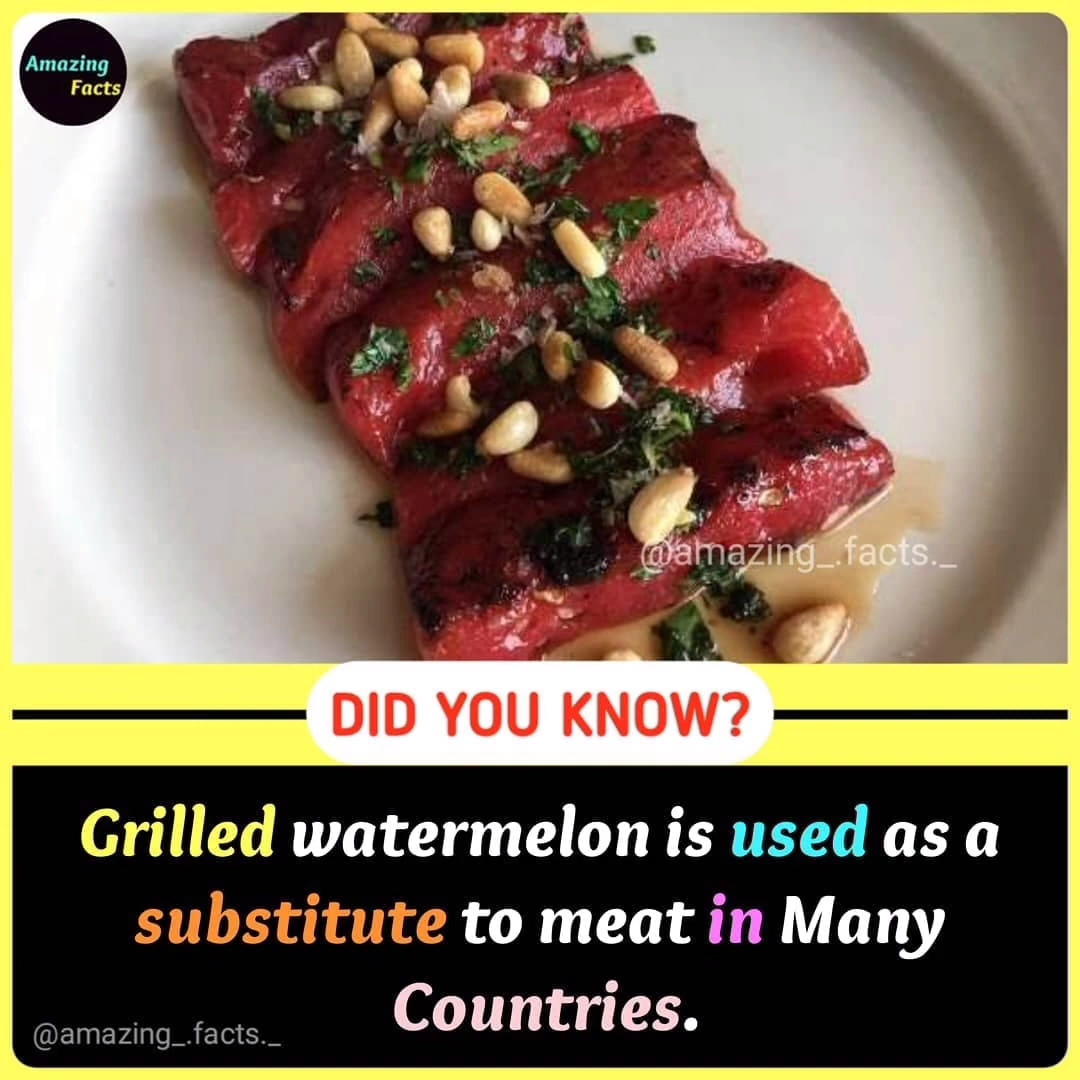 Amazing
Facts
@amazing_.facts._
DID YOU KNOW?
Grilled watermelon is used as a
substitute to meat in Many
Countries.
@amazing_.facts._